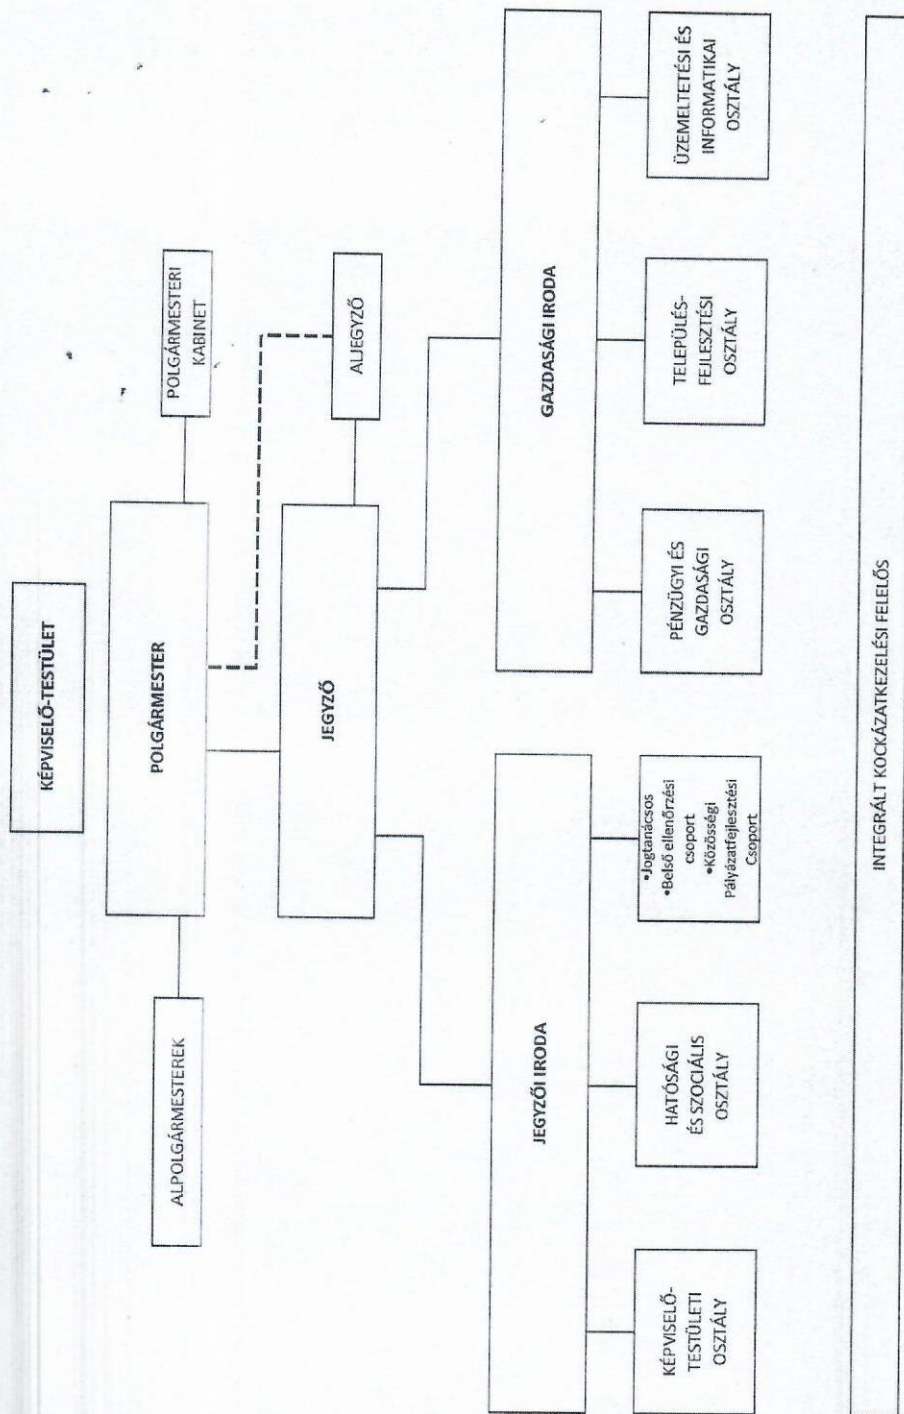 KÉPVISELŐ-TESTÜLET
ALPOLGÁRMESTEREK
POLGÁRMESTER
POLGÁRMESTERI
KABINET
JEGYZŐ
ALJEGYZŐ
JEGYZŐI IRODA
GAZDASÁGI IRODA
KÉPVISELŐ-
TESTÜLETI
OSZTÁLY
HATÓSÁGI
ÉS SZOCIÁLIS
OSZTÁLY
•Jogtanácsos
•Belső ellenőrzési
csoport
•Közösségi
Pályázatfejlesztési
Csoport
PÉNZÜGYI ÉS
GAZDASÁGI
OSZTÁLY
TELEPÜLÉS-
FEJLESZTÉSI
OSZTÁLY
ÜZEMELTETÉSI ÉS
INFORMATIKAI
OSZTÁLY
INTEGRÁLT KOCKÁZATKEZELÉSI FELELŐS